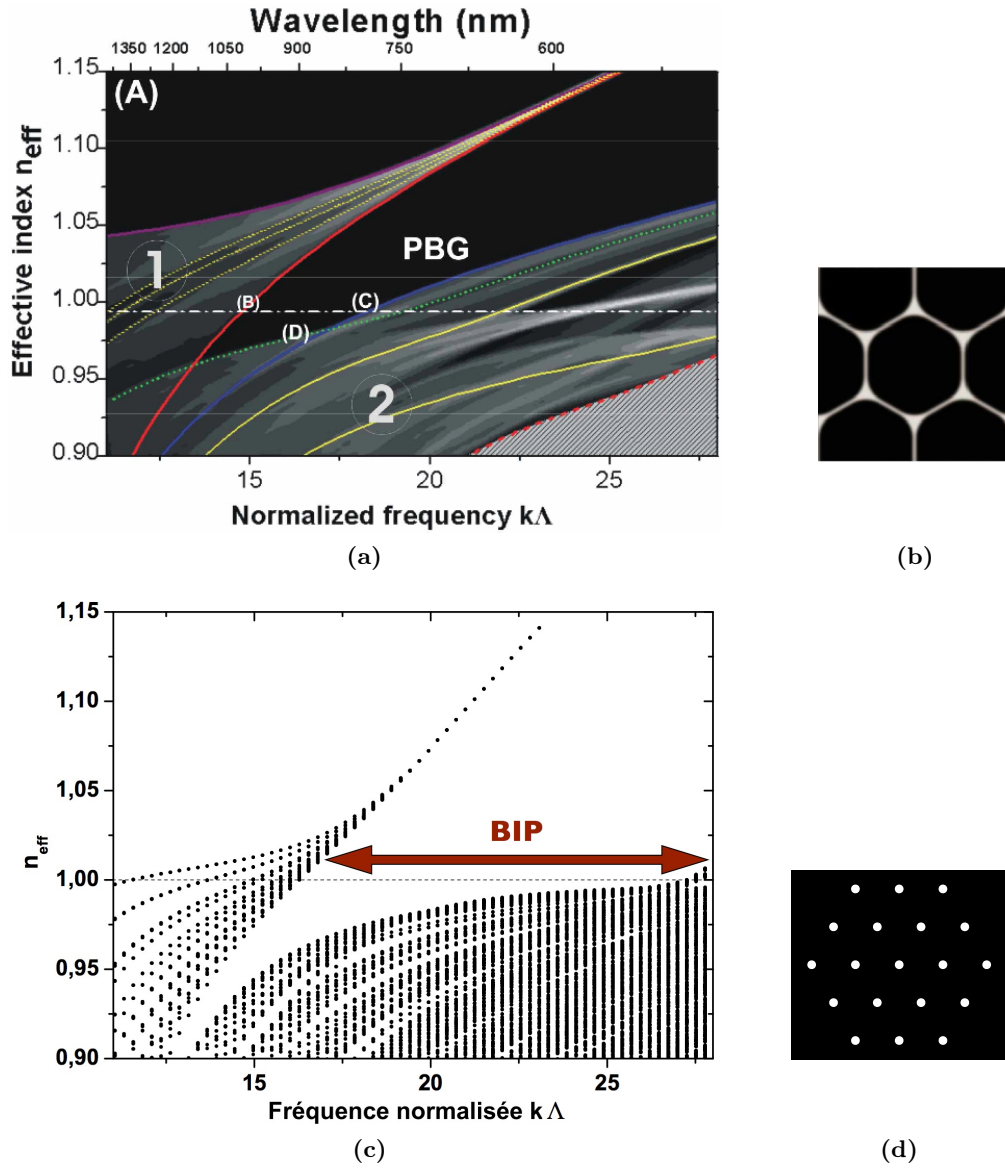 Wavelength (nm)
1350 1200 1050 900 750 600
1.15
1.10
1.05
1.00
0.95
0.90
Effective index neff
(A)
1
PBG
(B)
(C)
(D)
2
15 20 25
Normalized frequency kΛ
(a)
(b)
1,15
1,10
1,05
1,00
0,95
0,90
neff
BIP
15 20 25
Fréquence normalisée k Λ
(c)
(d)